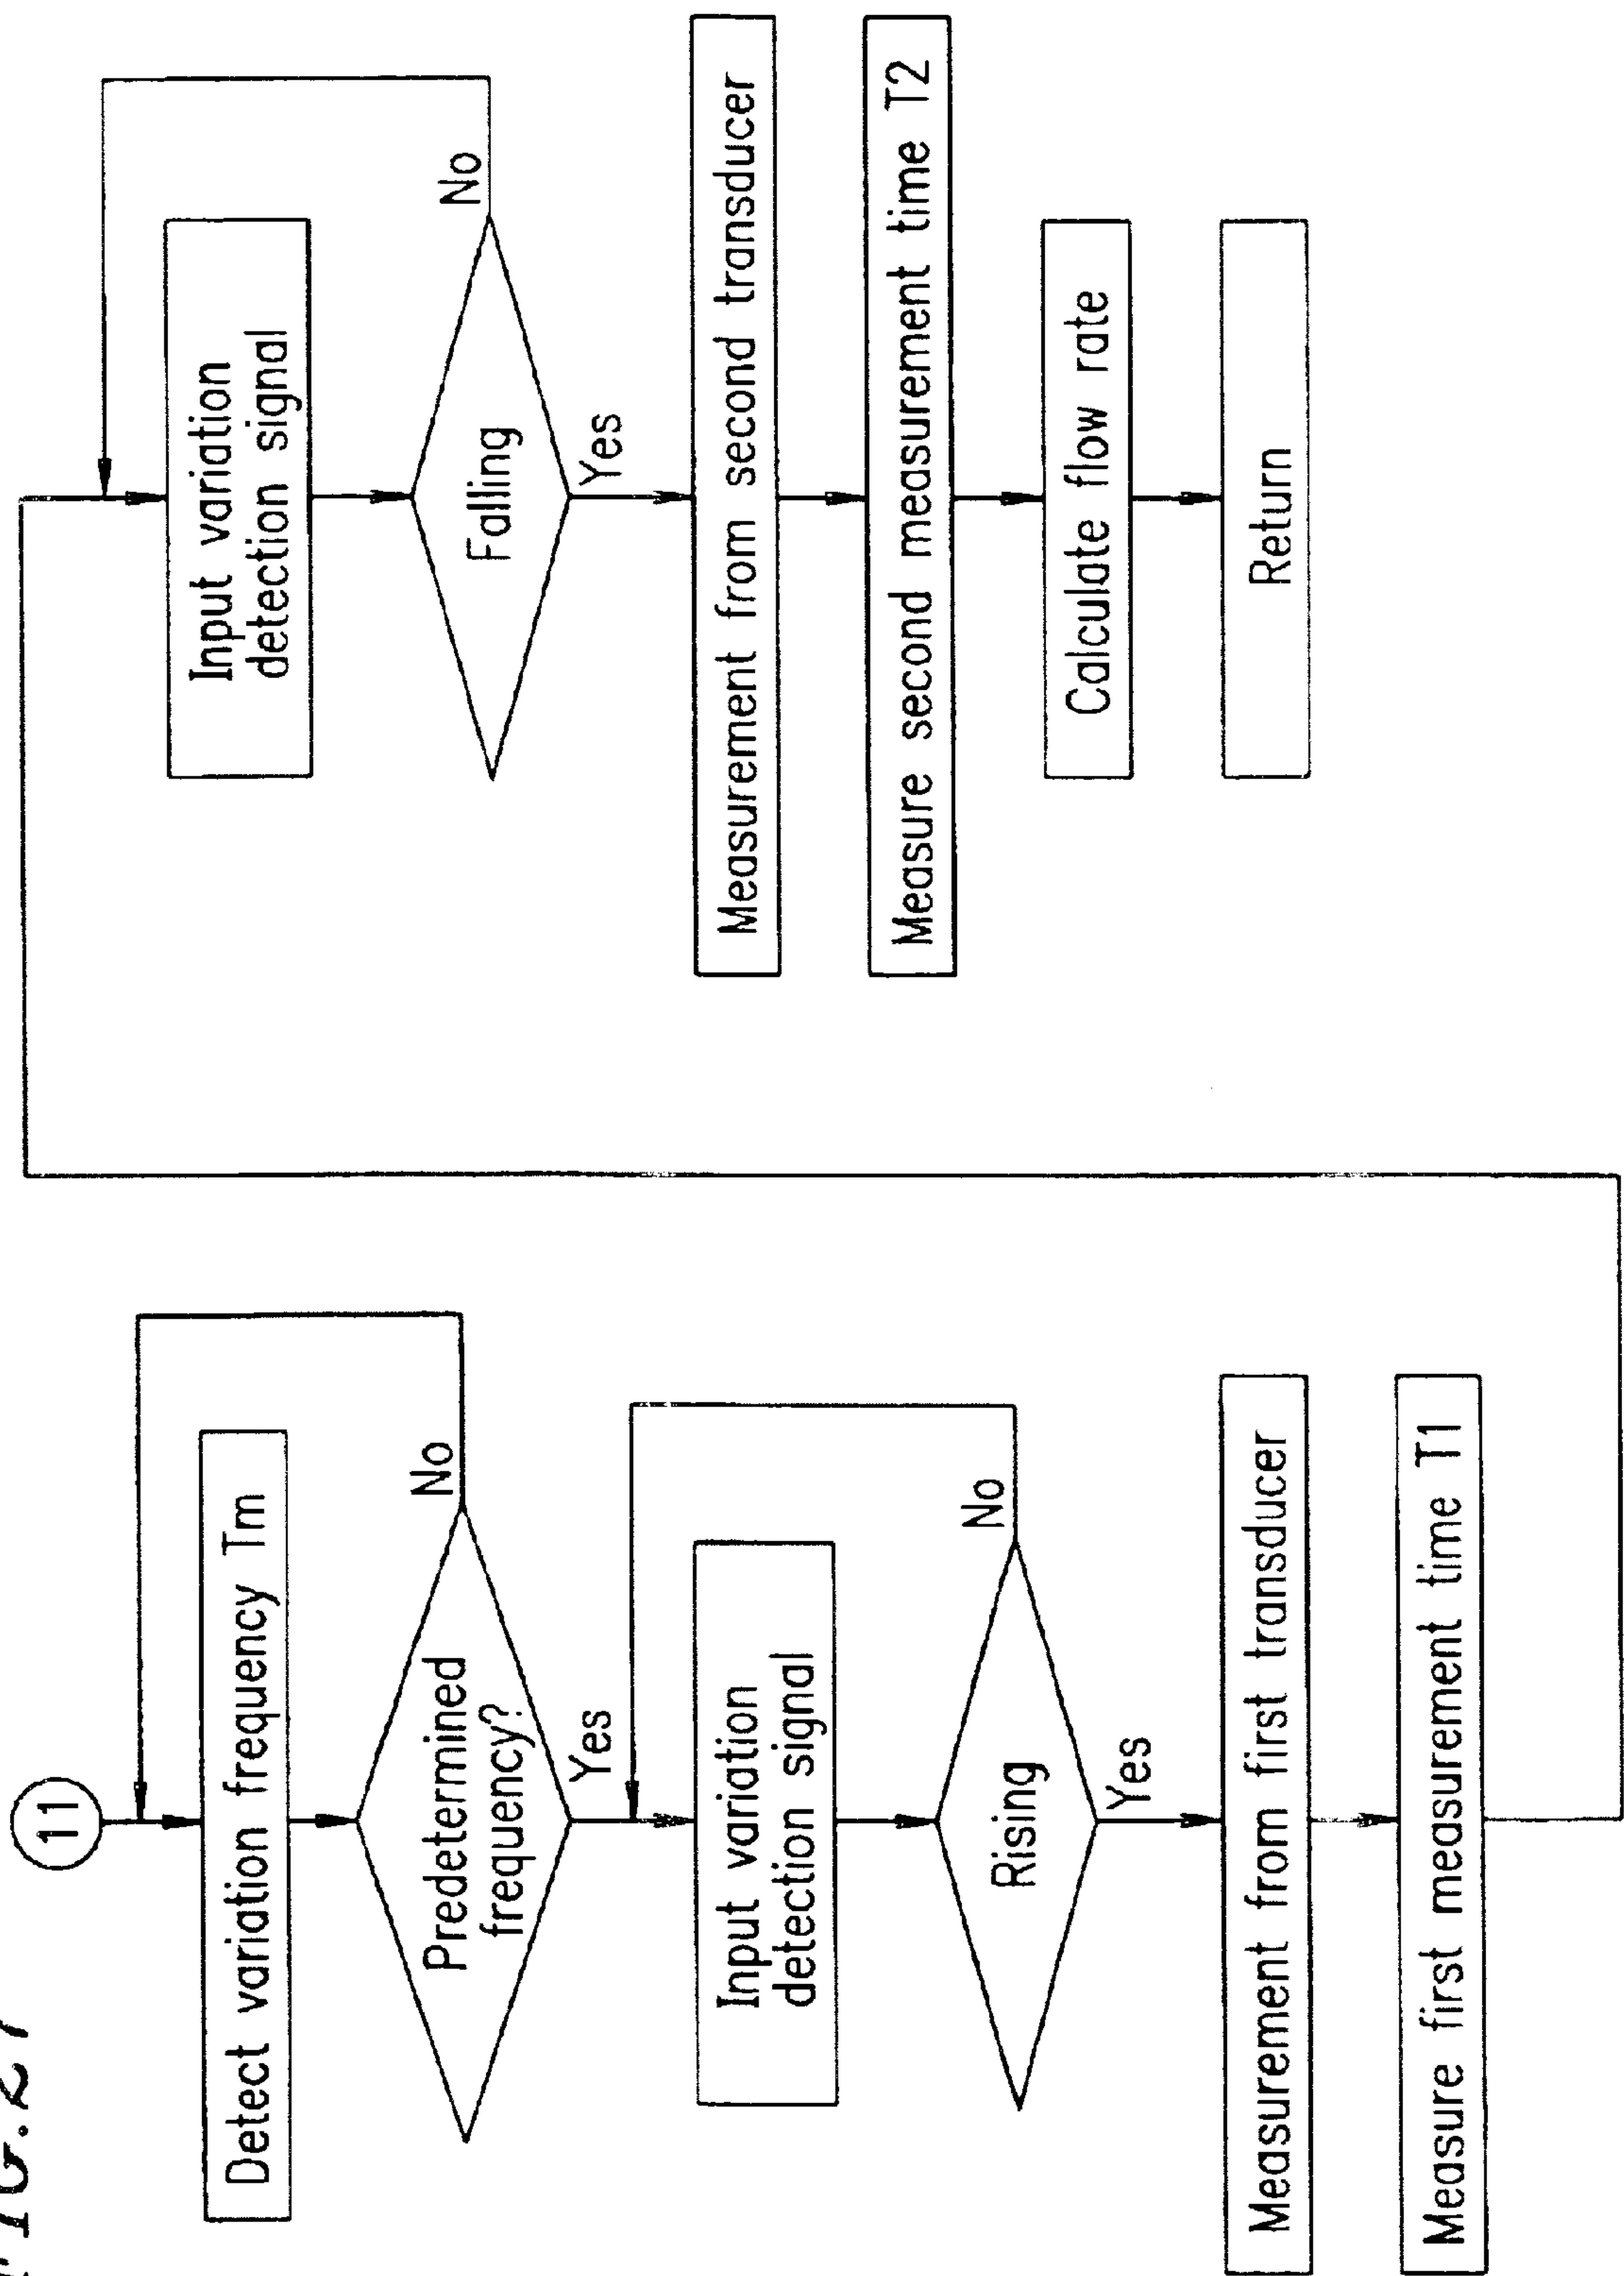 FIG.27
11
Detect variation frequency Tm
Predetermined
frequency?
No
Yes
Input variation
detection signal
Rising
No
Yes
Measurement from first transducer
Measure first measurement time T1
Input variation
detection signal
Falling
No
Yes
Measurement from second transducer
Measure second measurement time T2
Calculate flow rate
Return